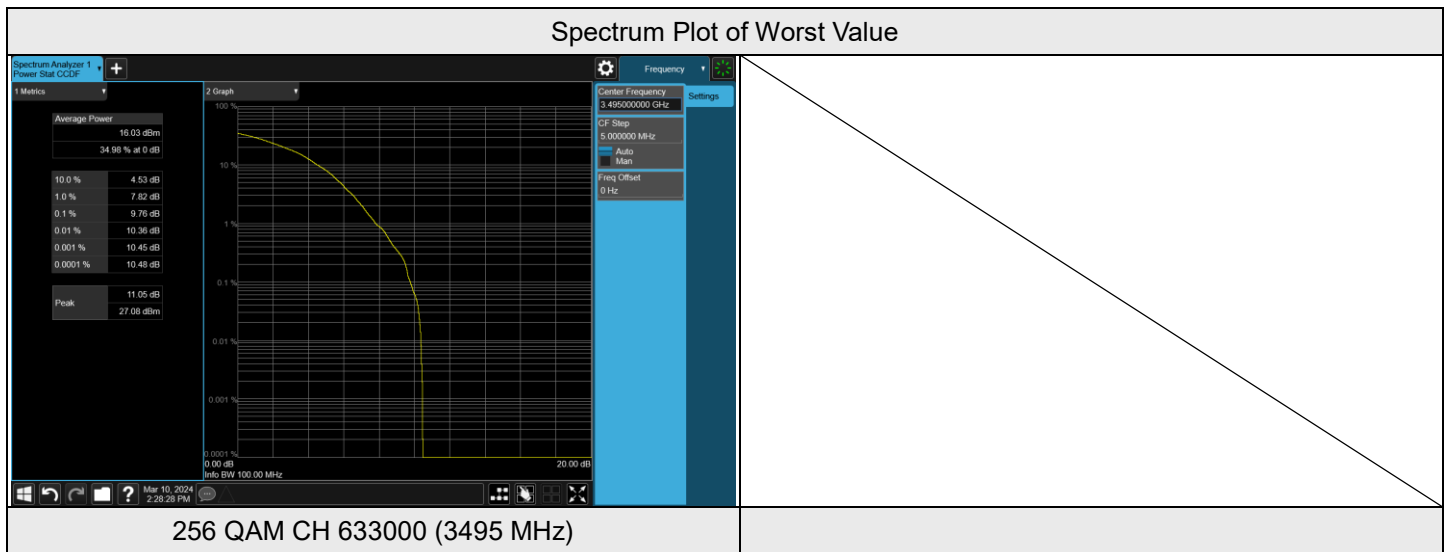 Spectrum Plot of Worst Value
Spectrum Analyzer 1
Power Stat CCDF
Frequency
1 Metrics
2 Graph
Center Frequency
3.495000000 GHz
Settings
CF Step
5.000000 MHz
Auto
Man
Freq Offset
0 Hz
Average Power
16.03 dBm
34.98 % at 0 dB
10.0 % 4.53 dB
1.0 % 7.82 dB
0.1 % 9.76 dB
0.01 % 10.36 dB
0.001 % 10.45 dB
0.0001 % 10.48 dB
Peak 11.05 dB
27.08 dBm
100 %
10 %
1 %
0.1 %
0.01 %
0.001 %
0.0001 %
0.00 dB 20.00 dB
Info BW 100.00 MHz
?
Mar 10, 2024
2:28:28 PM
256 QAM CH 633000 (3495 MHz)